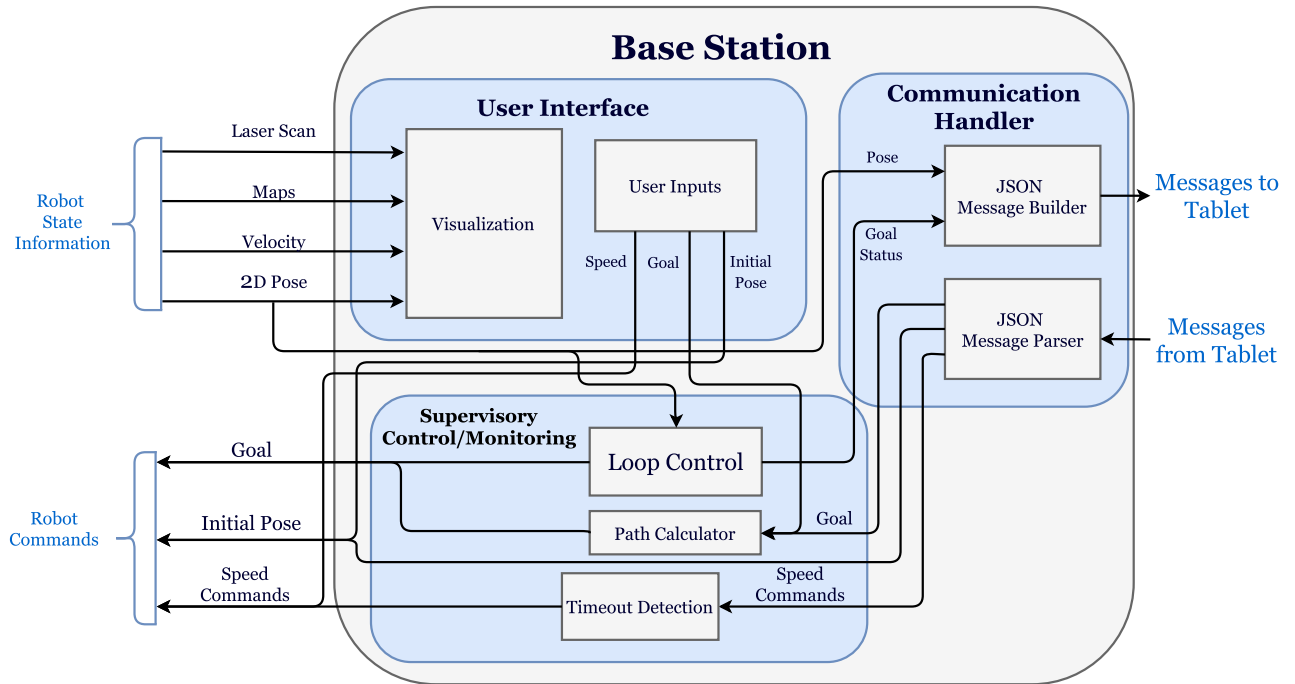 Base Station
User Interface
Communication
Handler
Laser Scan
Maps
Velocity
2D Pose
Robot
State
Information
Visualization
User Inputs
Speed
Goal
Initial
Pose
Pose
Goal
Status
JSON
Message Builder
Messages to
Tablet
JSON
Message Parser
Messages
from Tablet
Supervisory
Control/Monitoring
Loop Control
Path Calculator
Timeout Detection
Goal
Speed
Commands
Goal
Initial Pose
Speed
Commands
Robot
Commands